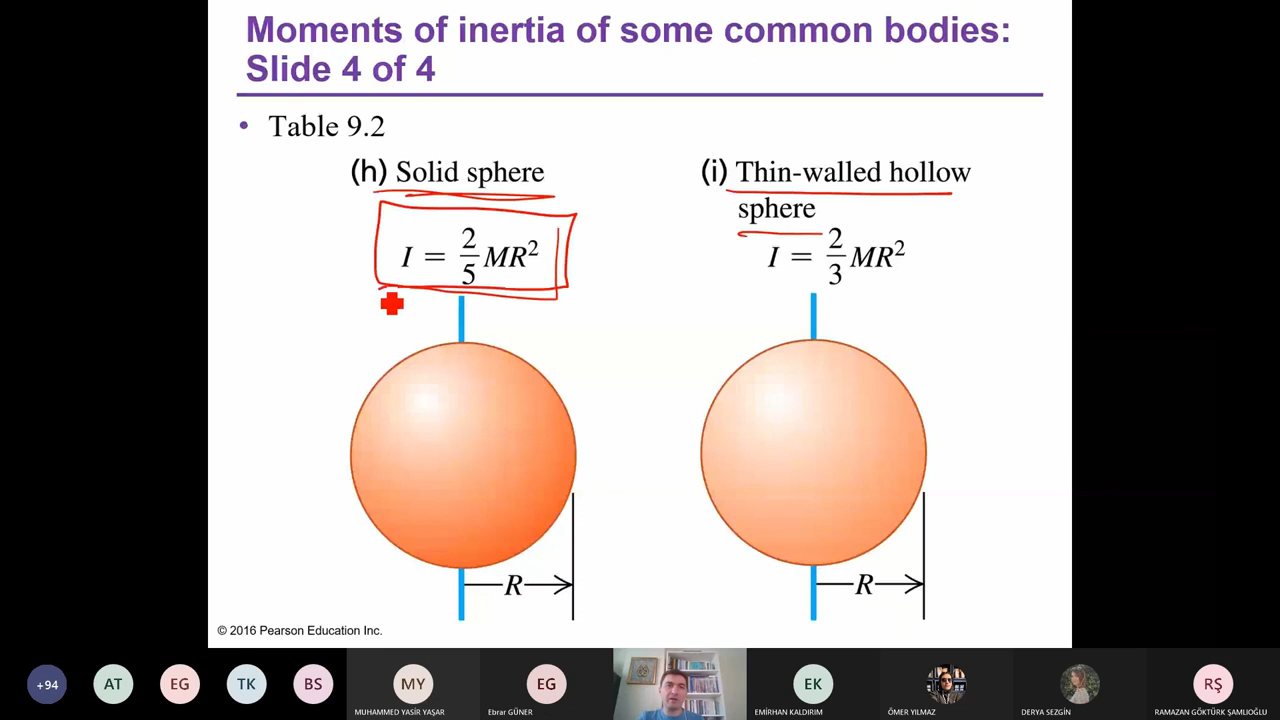 Moments of inertia of some common bodies:
Slide 4 of 4
• Table 9.2
(h) Solid sphere
I = 2/5 MR²
(i) Thin-walled hollow
sphere
I = 2/3 MR²
R
R
© 2016 Pearson Education Inc.
+94
AT
EG
TK
BS
MY
MUHAMMED YASİR YAŞAR
EG
Ebrar GÜNER
EK
EMİRHAN KALDIRIM
ÖMER YILMAZ
DERYA SEZGİN
RŞ
RAMAZAN GÖKTÜRK ŞAMLIOĞLU